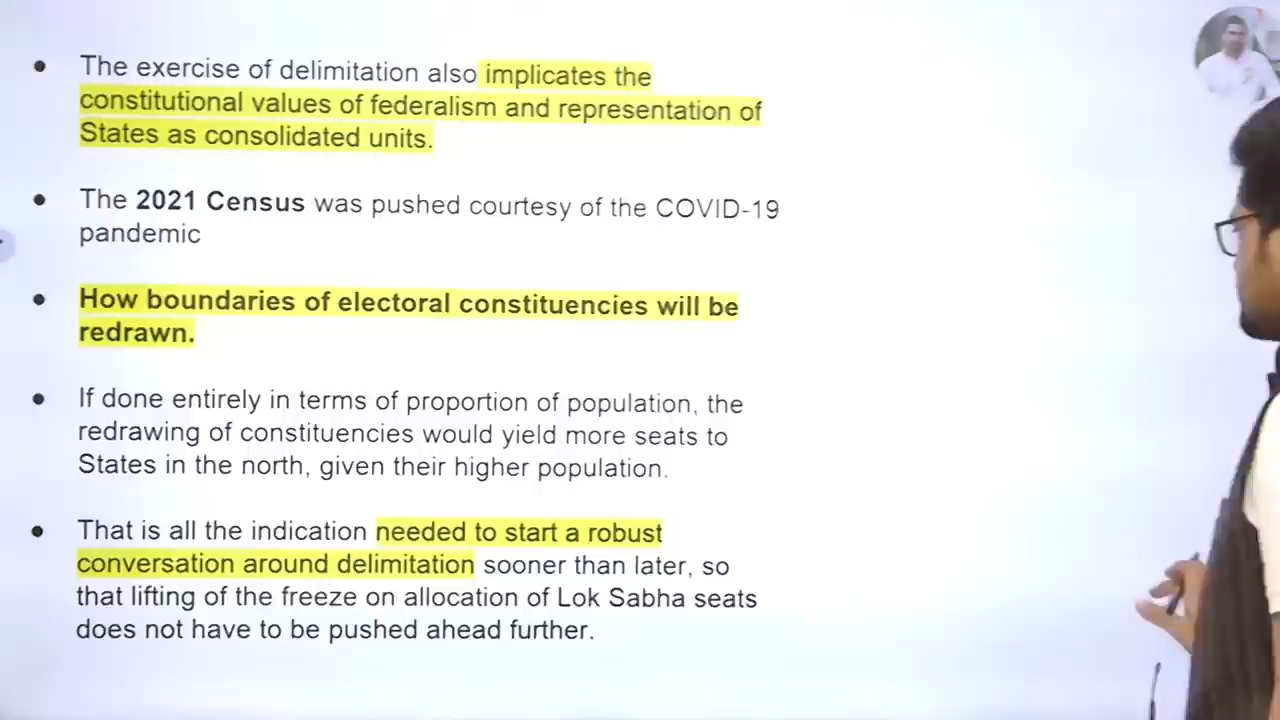 The exercise of delimitation also implicates the
constitutional values of federalism and representation of
States as consolidated units.
The 2021 Census was pushed courtesy of the COVID-19
pandemic
How boundaries of electoral constituencies will be
redrawn.
If done entirely in terms of proportion of population, the
redrawing of constituencies would yield more seats to
States in the north, given their higher population.
That is all the indication needed to start a robust
conversation around delimitation sooner than later, so
that lifting of the freeze on allocation of Lok Sabha seats
does not have to be pushed ahead further.